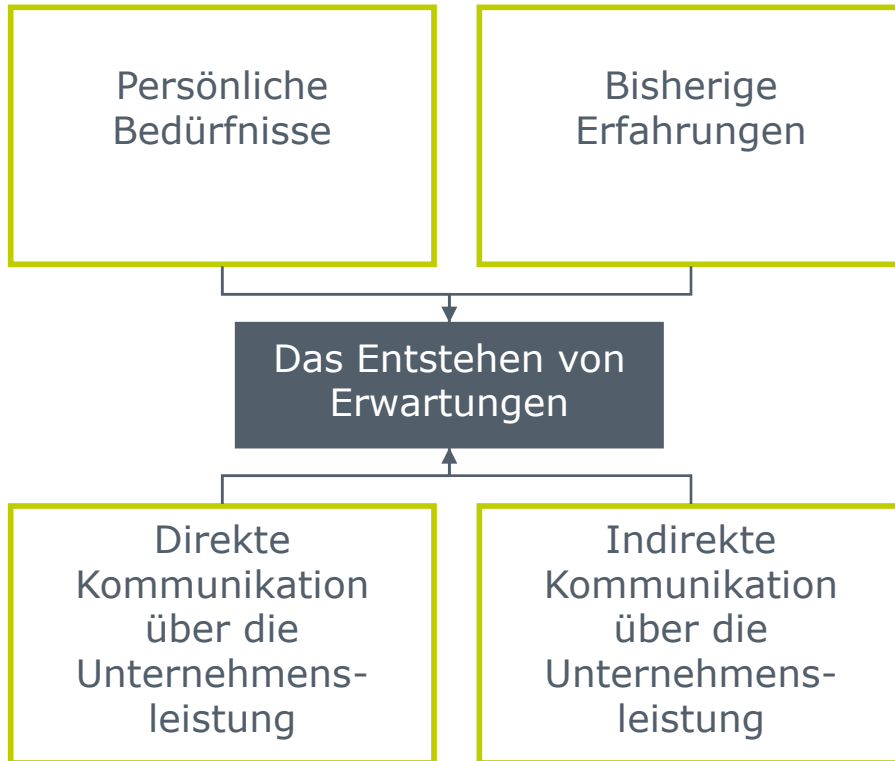 Persönliche
Bedürfnisse
Bisherige
Erfahrungen
Das Entstehen von
Erwartungen
Direkte
Kommunikation
über die
Unternehmens-
leistung
Indirekte
Kommunikation
über die
Unternehmens-
leistung